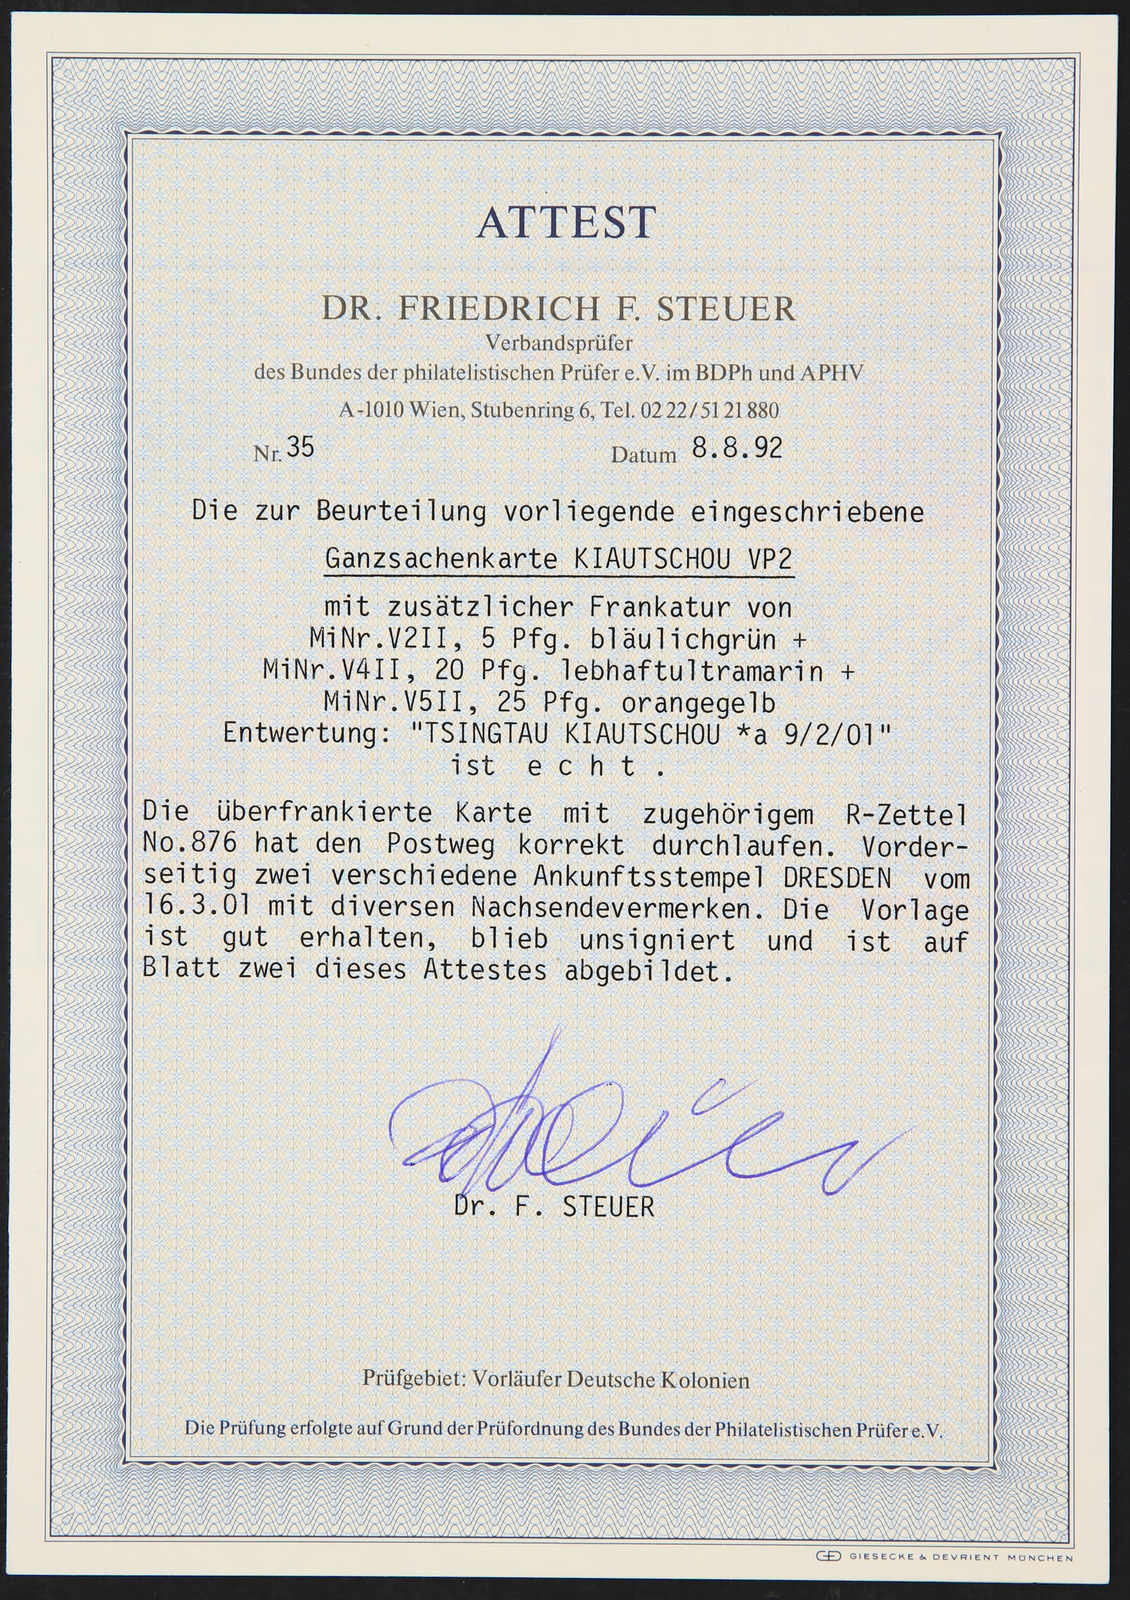 ATTEST
DR. FRIEDRICH F. STEUER
Verbandsprüfer
des Bundes der philatelistischen Prüfer e.V. im BDPh und APHV
A-1010 Wien, Stubenring 6, Tel. 02 22/51 21 880
Nr. 35 Datum 8.8.92
Die zur Beurteilung vorliegende eingeschriebene
Ganzsachenkarte KIAUTSCHOU VP2
mit zusätzlicher Frankatur von
MiNr.V2II, 5 Pfg. bläulichgrün +
MiNr.V4II, 20 Pfg. lebhaftultramarin +
MiNr.V5II, 25 Pfg. orangegelb
Entwertung: "TSINGTAU KIAUTSCHOU *a 9/2/01"
ist e c h t .
Die überfrankierte Karte mit zugehörigem R-Zettel
No.876 hat den Postweg korrekt durchlaufen. Vorder-
seitig zwei verschiedene Ankunftsstempel DRESDEN vom
16.3.01 mit diversen Nachsendevermerken. Die Vorlage
ist gut erhalten, blieb unsigniert und ist auf
Blatt zwei dieses Attestes abgebildet.
Dr. F. STEUER
Prüfgebiet: Vorläufer Deutsche Kolonien
Die Prüfung erfolgte auf Grund der Prüfordnung des Bundes der Philatelistischen Prüfer e.V.
GIESECKE & DEVRIENT MÜNCHEN